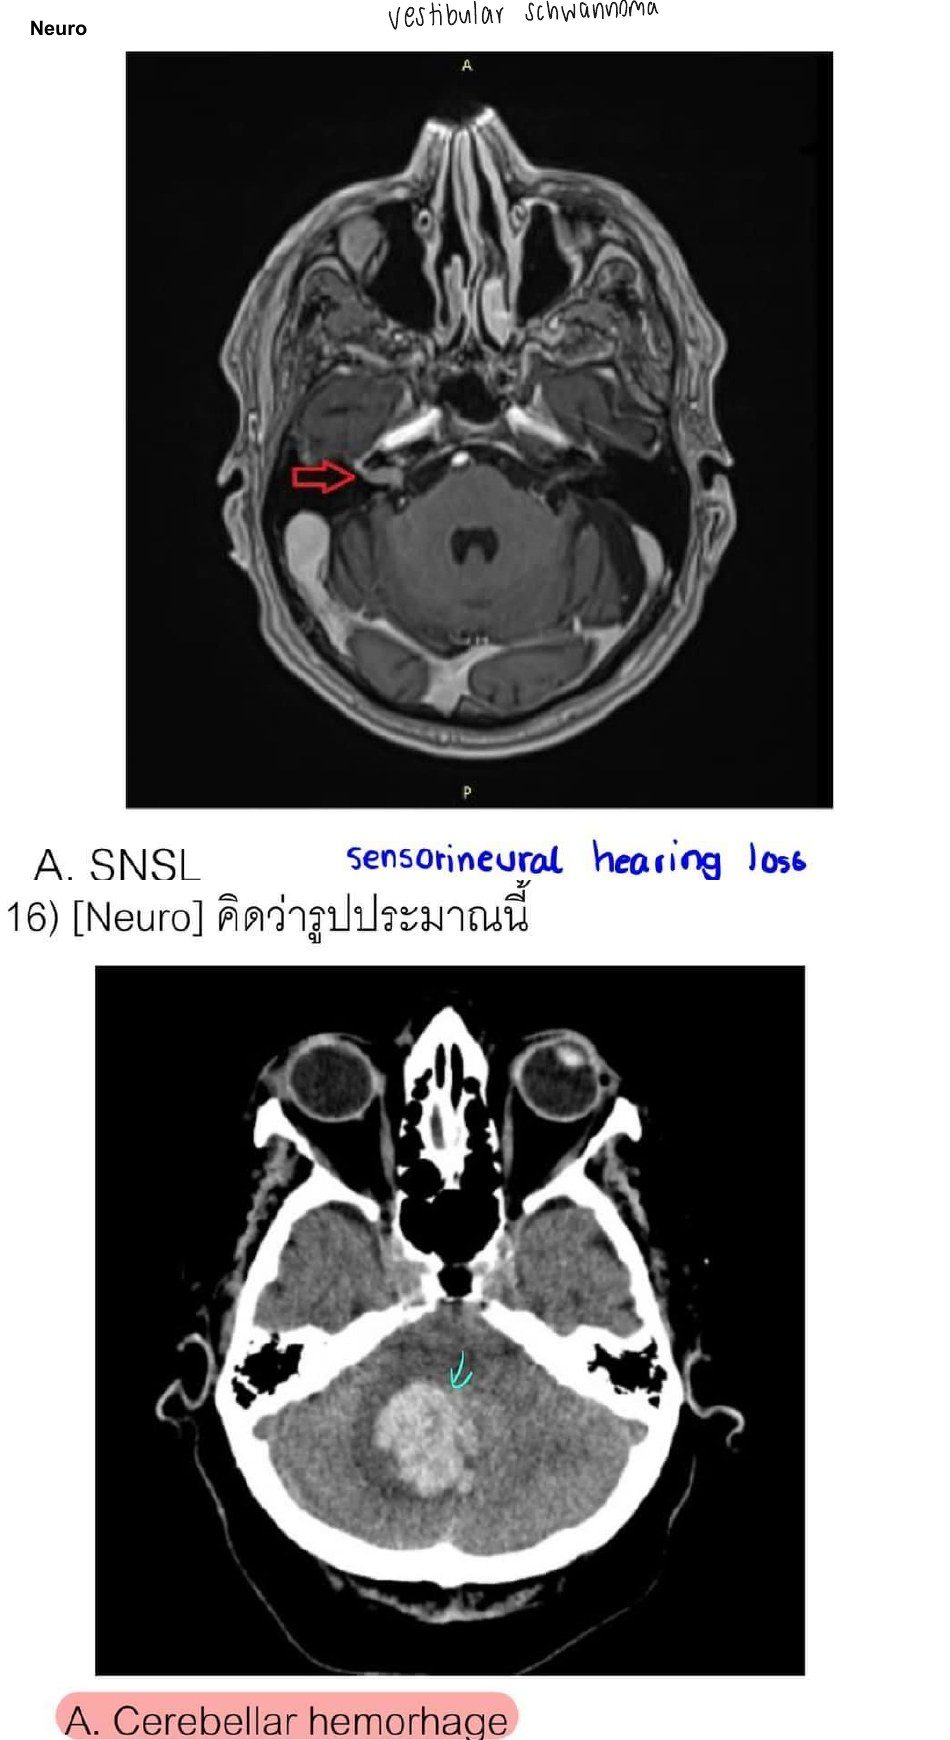 vestibular schwannoma
Neuro
A
P
A. SNSL
sensorineural hearing loss
16) [Neuro] คิดว่ารูปประมาณนี้
A. Cerebellar hemorhage